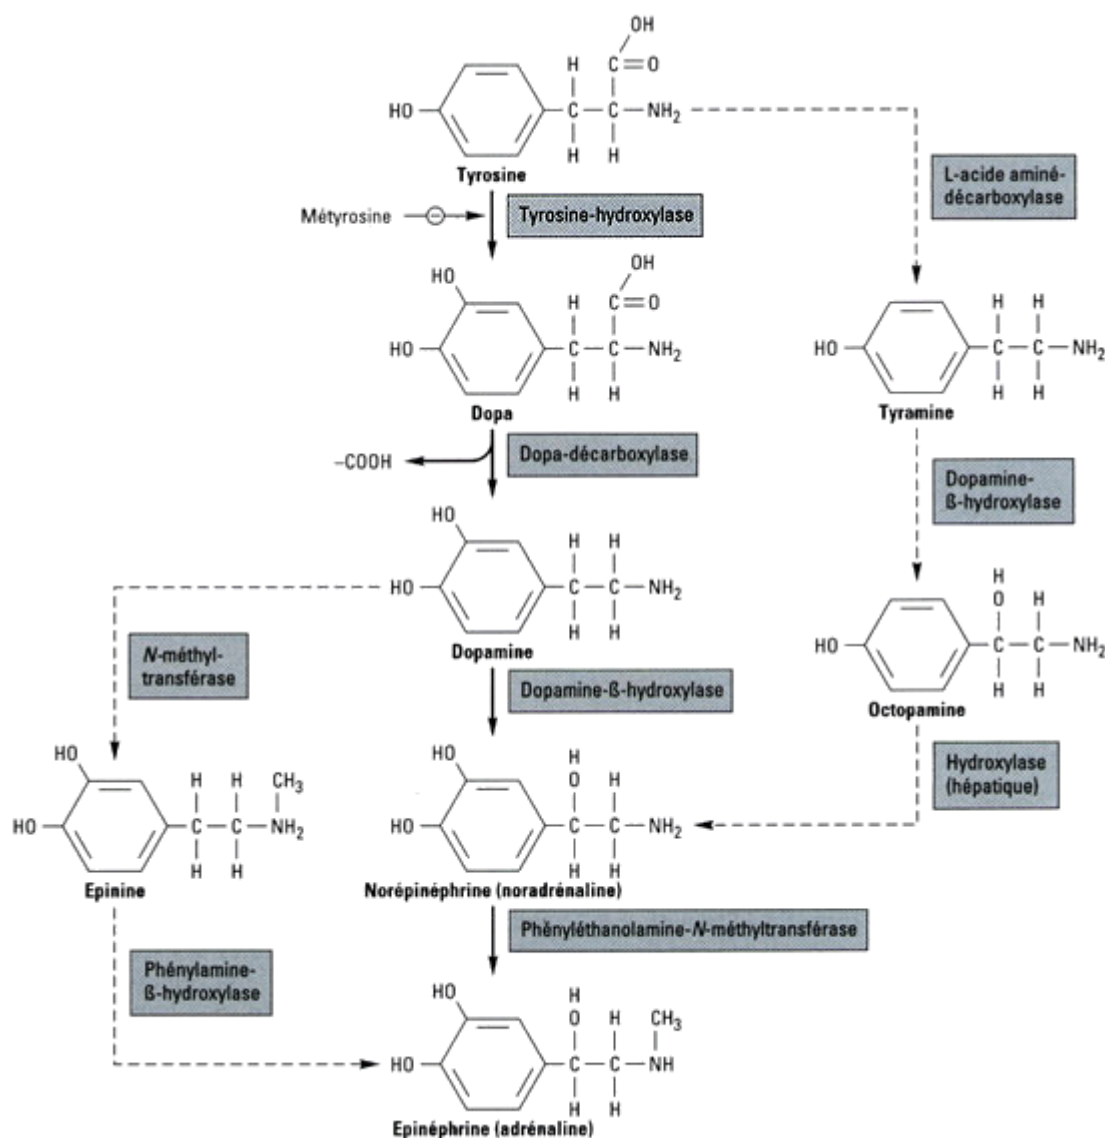 OH
H C=O
HO C C NH2
H H
Tyrosine
L-acide aminé-
décarboxylase
Métyrosine − Tyrosine-hydroxylase
OH
HO H C=O
HO C C NH2
H H
Dopa
H H
HO C C NH2
H H
Tyramine
–COOH Dopa-décarboxylase
Dopamine-
ß-hydroxylase
HO H H
HO C C NH2
H H
Dopamine
H
O H
HO C C NH2
H H
Octopamine
N-méthyl-
transférase
Dopamine-ß-hydroxylase
Hydroxylase
(hépatique)
HO H H CH3
HO C C NH2
H H
Epinine
H
HO O H
HO C C NH2
H H
Norépinéphrine (noradrénaline)
Phényléthanolamine-N-méthyltransférase
Phénylamine-
ß-hydroxylase
H
HO O H CH3
HO C C NH
H H
Epinéphrine (adrénaline)